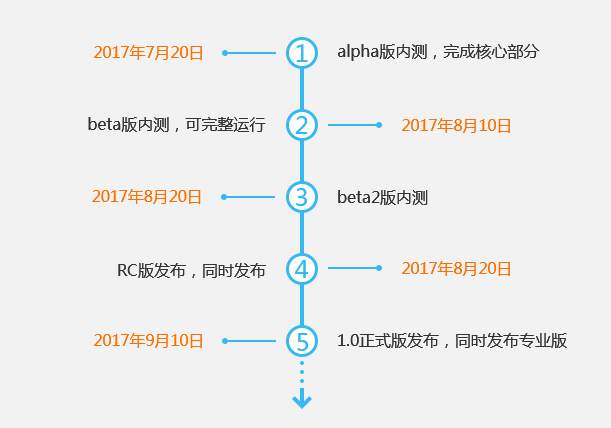 2017年7月20日 1 alpha版内测，完成核心部分
beta版内测，可完整运行 2 2017年8月10日
2017年8月20日 3 beta2版内测
RC版发布，同时发布 4 2017年8月20日
2017年9月10日 5 1.0正式版发布，同时发布专业版